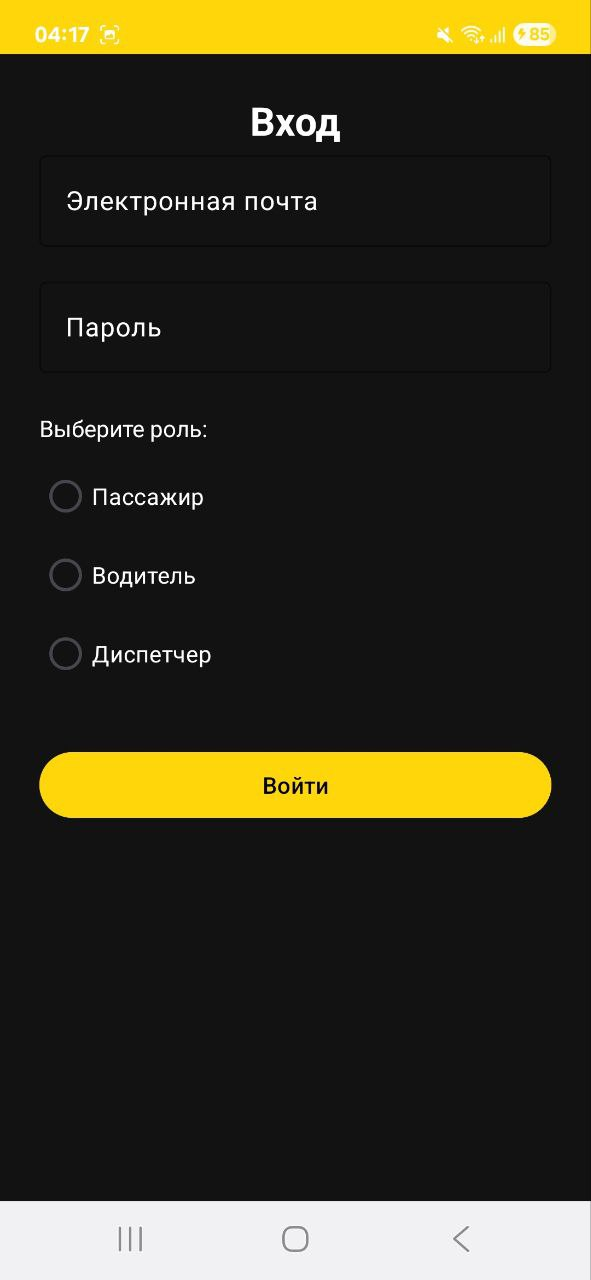 04:17 85
Вход
Электронная почта
Пароль
Выберите роль:
Пассажир
Водитель
Диспетчер
Войти